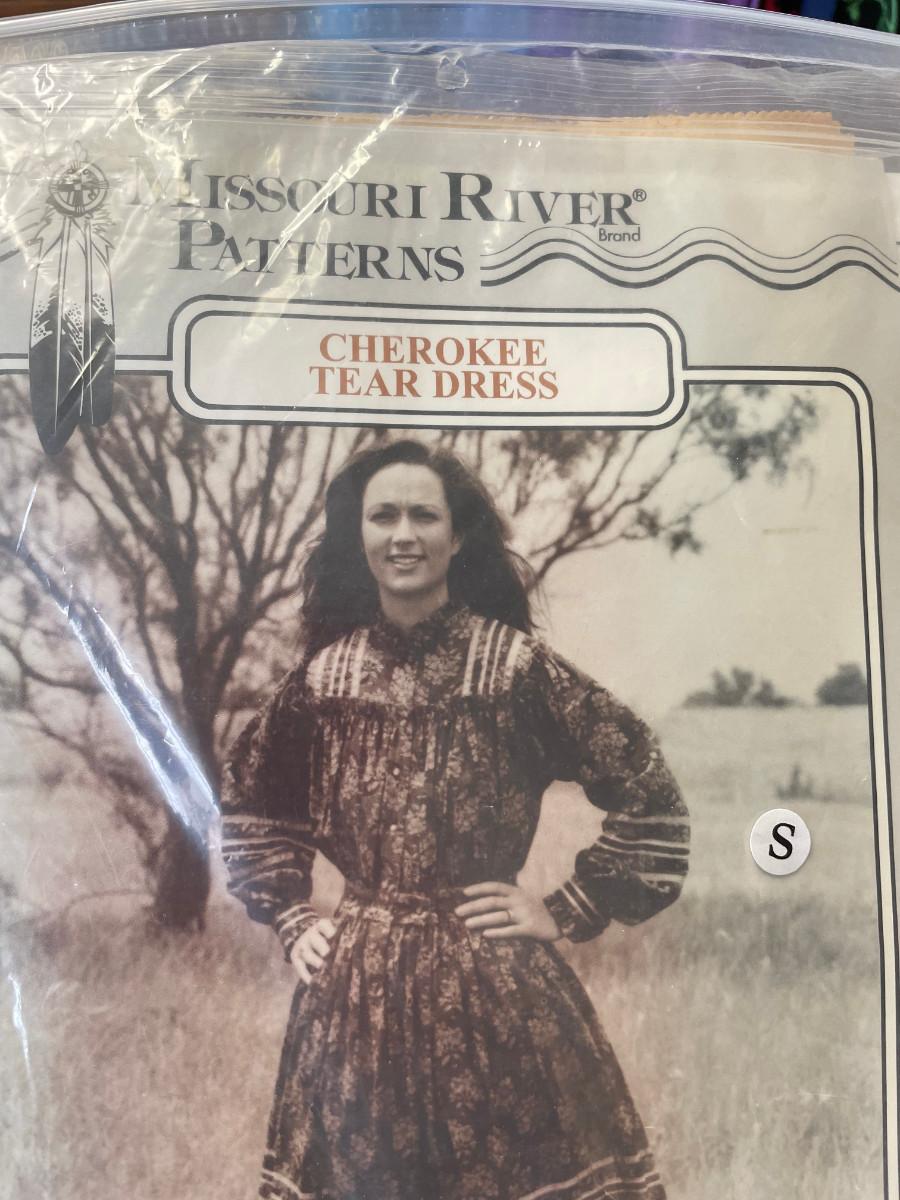 MISSOURI RIVER®
Brand
PATTERNS
CHEROKEE
TEAR DRESS
S